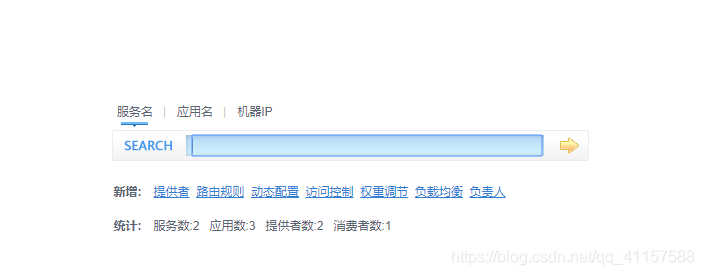 服务名 | 应用名 | 机器IP
SEARCH
新增: 提供者 路由规则 动态配置 访问控制 权重调节 负载均衡 负责人
统计: 服务数:2 应用数:3 提供者数:2 消费者数:1
https://blog.csdn.net/qq_41157588